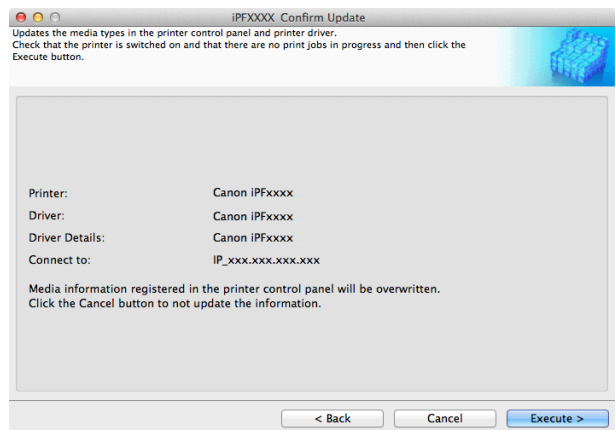 iPFXXXX Confirm Update
Updates the media types in the printer control panel and printer driver.
Check that the printer is switched on and that there are no print jobs in progress and then click the
Execute button.
Printer: Canon iPFxxxx
Driver: Canon iPFxxxx
Driver Details: Canon iPFxxxx
Connect to: IP_xxx.xxx.xxx.xxx
Media information registered in the printer control panel will be overwritten.
Click the Cancel button to not update the information.
< Back Cancel Execute >